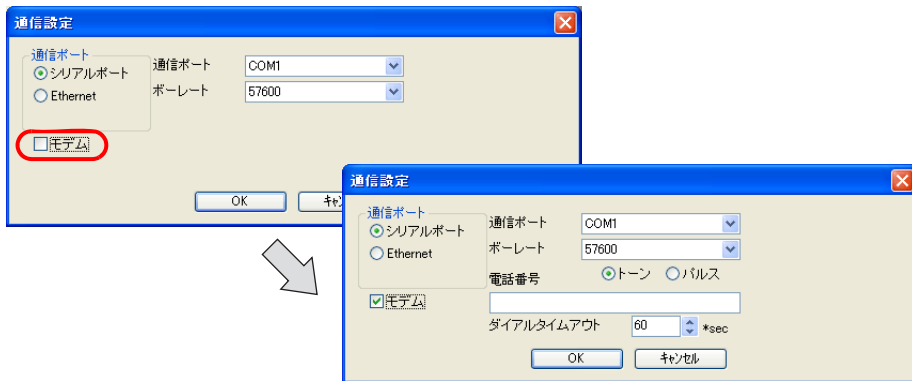 通信設定
通信ポート
シリアルポート
Ethernet
通信ポート COM1
ボーレート 57600
モデム
OK
通信設定
通信ポート
シリアルポート
Ethernet
通信ポート COM1
ボーレート 57600
電話番号 トーン パルス
モデム
ダイアルタイムアウト 60 *sec
OK キャンセル